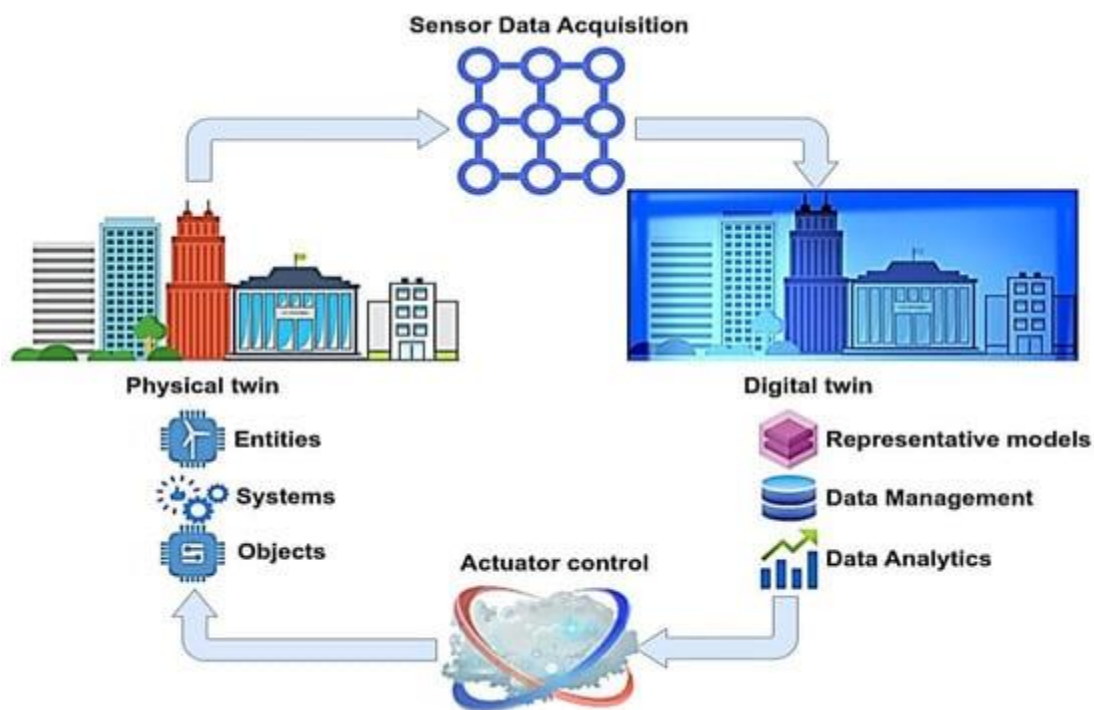 Sensor Data Acquisition
Physical twin
Entities
Systems
Objects
Digital twin
Representative models
Data Management
Data Analytics
Actuator control